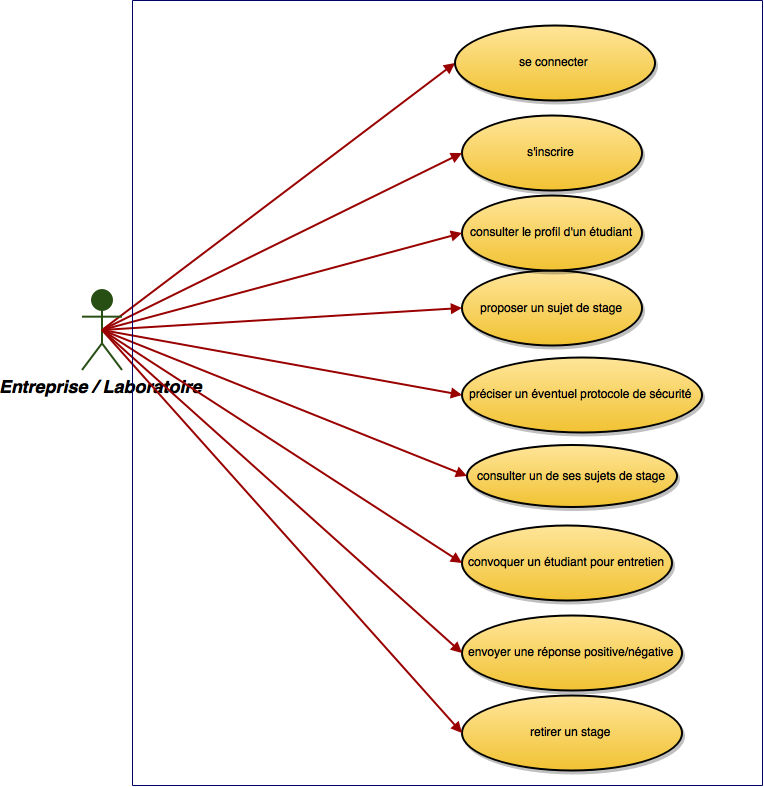 se connecter
s'inscrire
consulter le profil d'un étudiant
proposer un sujet de stage
Entreprise / Laboratoire
préciser un éventuel protocole de sécurité
consulter un de ses sujets de stage
convoquer un étudiant pour entretien
envoyer une réponse positive/négative
retirer un stage